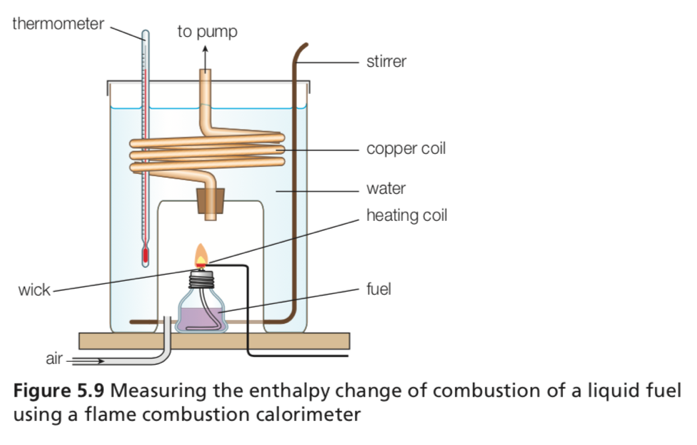 thermometer
to pump
stirrer
copper coil
water
heating coil
wick
fuel
air
Figure 5.9 Measuring the enthalpy change of combustion of a liquid fuel
using a flame combustion calorimeter